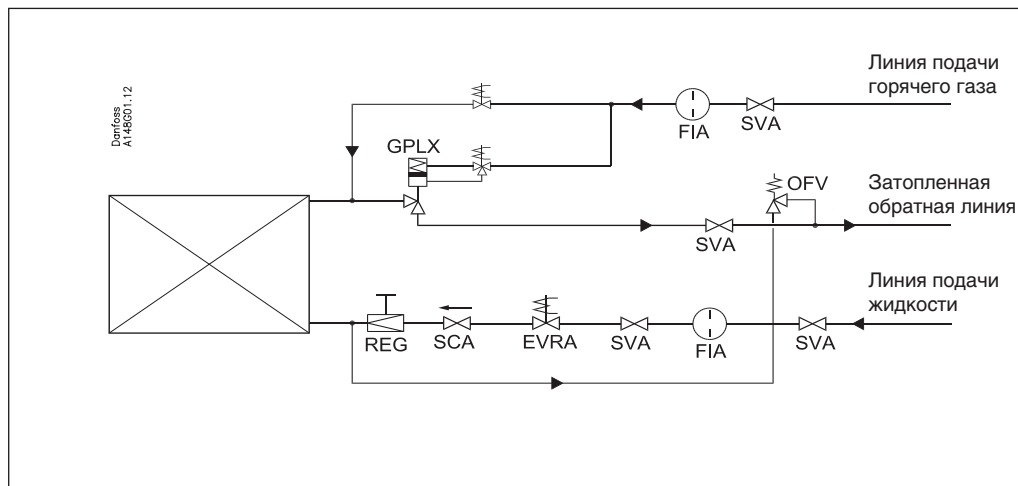 Danfoss
A148G01.12
Линия подачи
горячего газа
FIA
SVA
GPLX
OFV
Затопленная
обратная линия
SVA
Линия подачи
жидкости
REG
SCA
EVRA
SVA
FIA
SVA